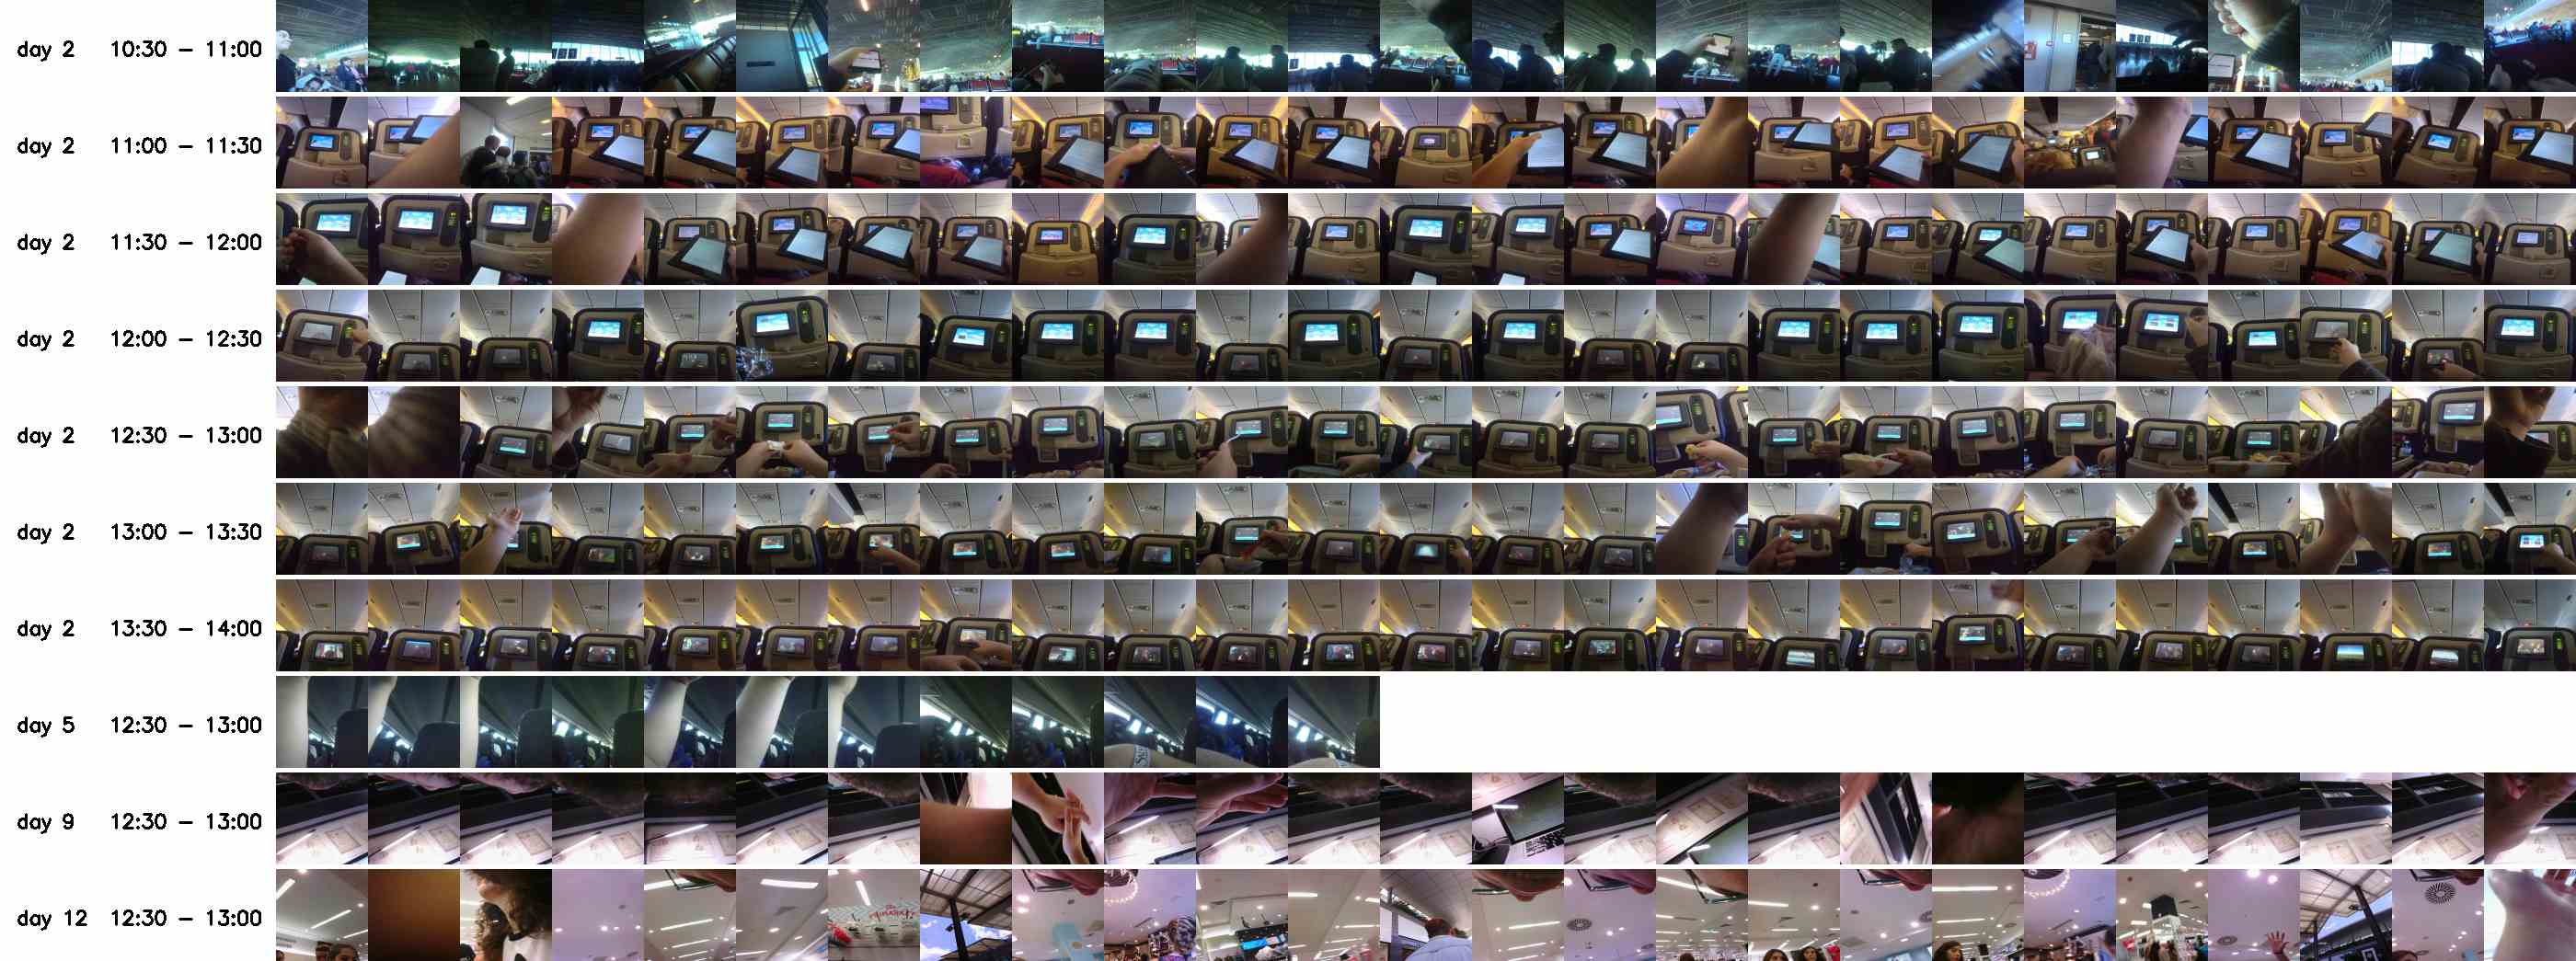 day 2 10:30 - 11:00
day 2 11:00 - 11:30
day 2 11:30 - 12:00
day 2 12:00 - 12:30
day 2 12:30 - 13:00
day 2 13:00 - 13:30
day 2 13:30 - 14:00
day 5 12:30 - 13:00
day 9 12:30 - 13:00
day 12 12:30 - 13:00